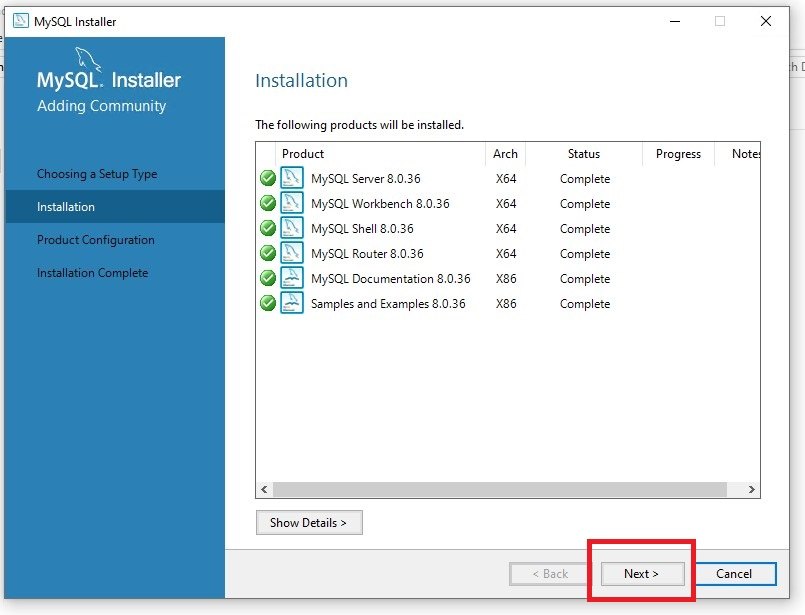 MySQL Installer
MySQL. Installer
Adding Community
Choosing a Setup Type
Installation
Product Configuration
Installation Complete
Installation
The following products will be installed.
Product Arch Status Progress Notes
MySQL Server 8.0.36 X64 Complete
MySQL Workbench 8.0.36 X64 Complete
MySQL Shell 8.0.36 X64 Complete
MySQL Router 8.0.36 X64 Complete
MySQL Documentation 8.0.36 X86 Complete
Samples and Examples 8.0.36 X86 Complete
Show Details >
< Back Next > Cancel